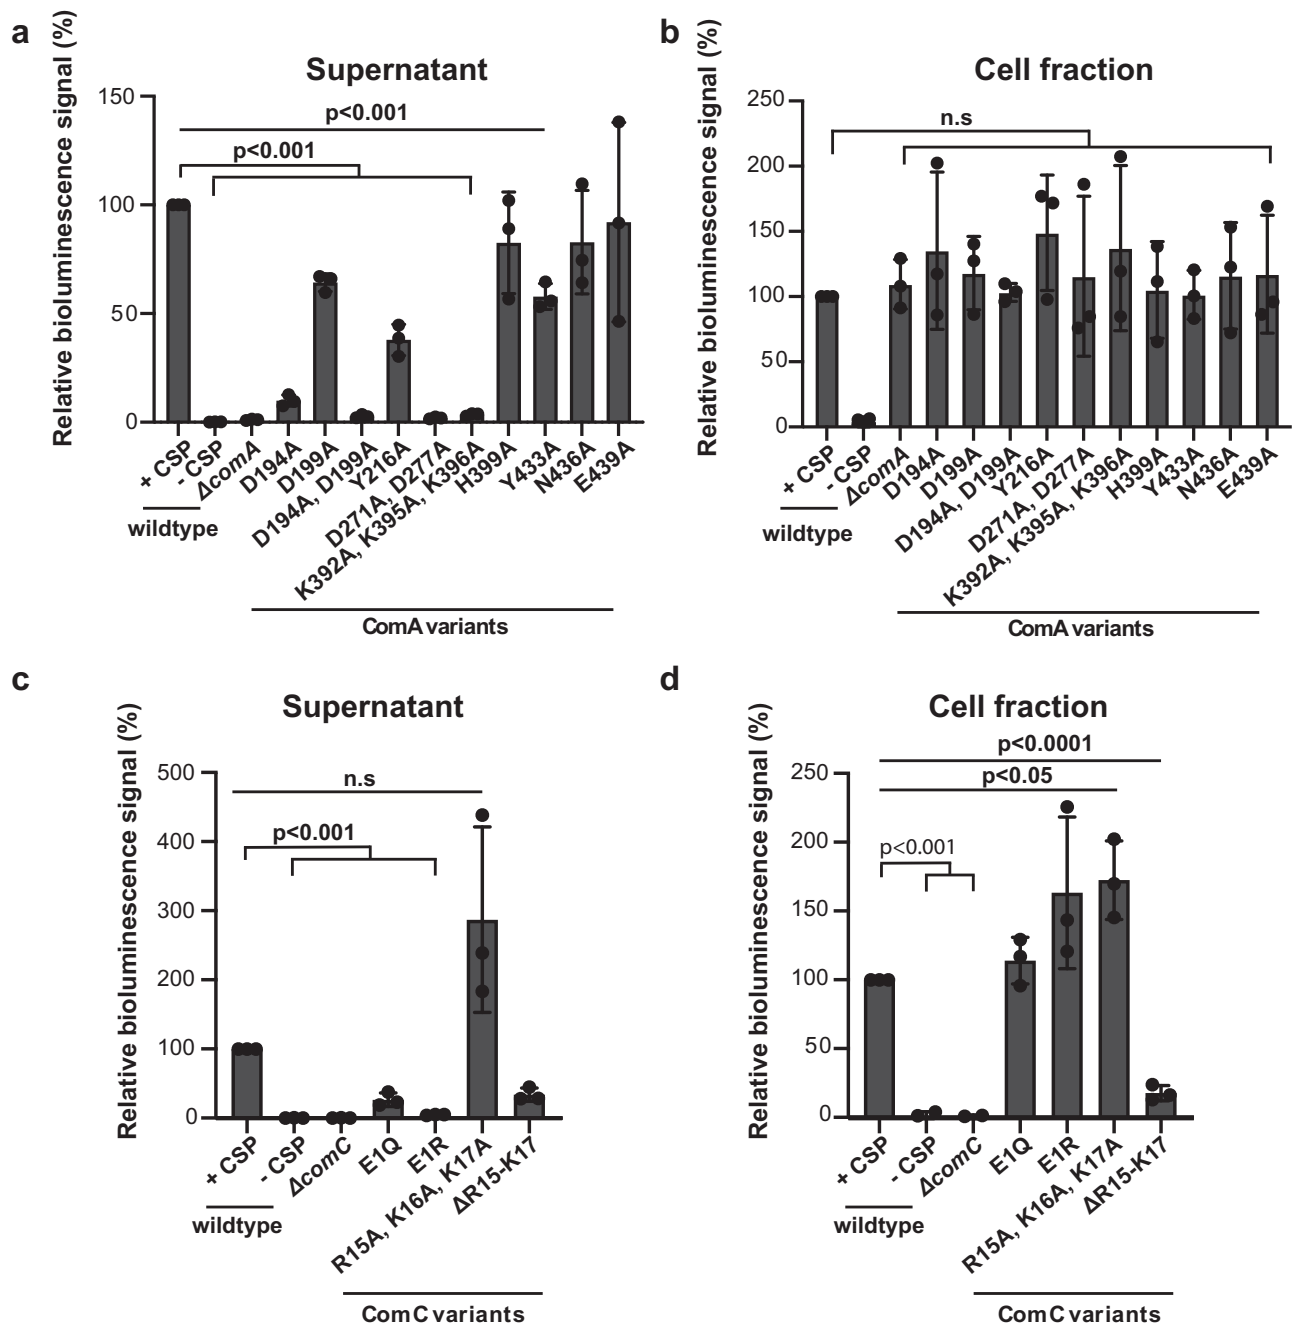 a
Supernatant
Relative bioluminescence signal (%)
150
100
50
0
p<0.001
p<0.001
+ CSP
- CSP
ΔcomA
D194A
D199A
D194A, D199A
Y216A
D271A, D277A
K392A, K395A, K396A
H399A
Y433A
N436A
E439A
wildtype
ComA variants
b
Cell fraction
Relative bioluminescence signal (%)
250
200
150
100
50
0
n.s
+ CSP
- CSP
ΔcomA
D194A
D199A
D194A, D199A
Y216A
D271A, D277A
K392A, K395A, K396A
H399A
Y433A
N436A
E439A
wildtype
ComA variants
c
Supernatant
Relative bioluminescence signal (%)
500
400
300
200
100
0
n.s
p<0.001
+ CSP
- CSP
ΔcomC
E1Q
E1R
R15A, K16A, K17A
ΔR15-K17
wildtype
ComC variants
d
Cell fraction
Relative bioluminescence signal (%)
250
200
150
100
50
0
p<0.0001
p<0.05
p<0.001
+ CSP
- CSP
ΔcomC
E1Q
E1R
R15A, K16A, K17A
ΔR15-K17
wildtype
ComC variants